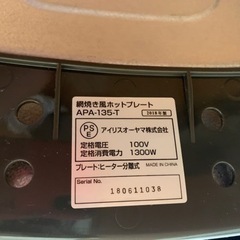 網焼き風ホットプレート
APA-135-T 2018年製
PS
E
アイリスオーヤマ株式会社
定格電圧 100V
定格消費電力 1300W
プレート:ヒーター分離式 MADE IN CHINA
Serial No.
180611038